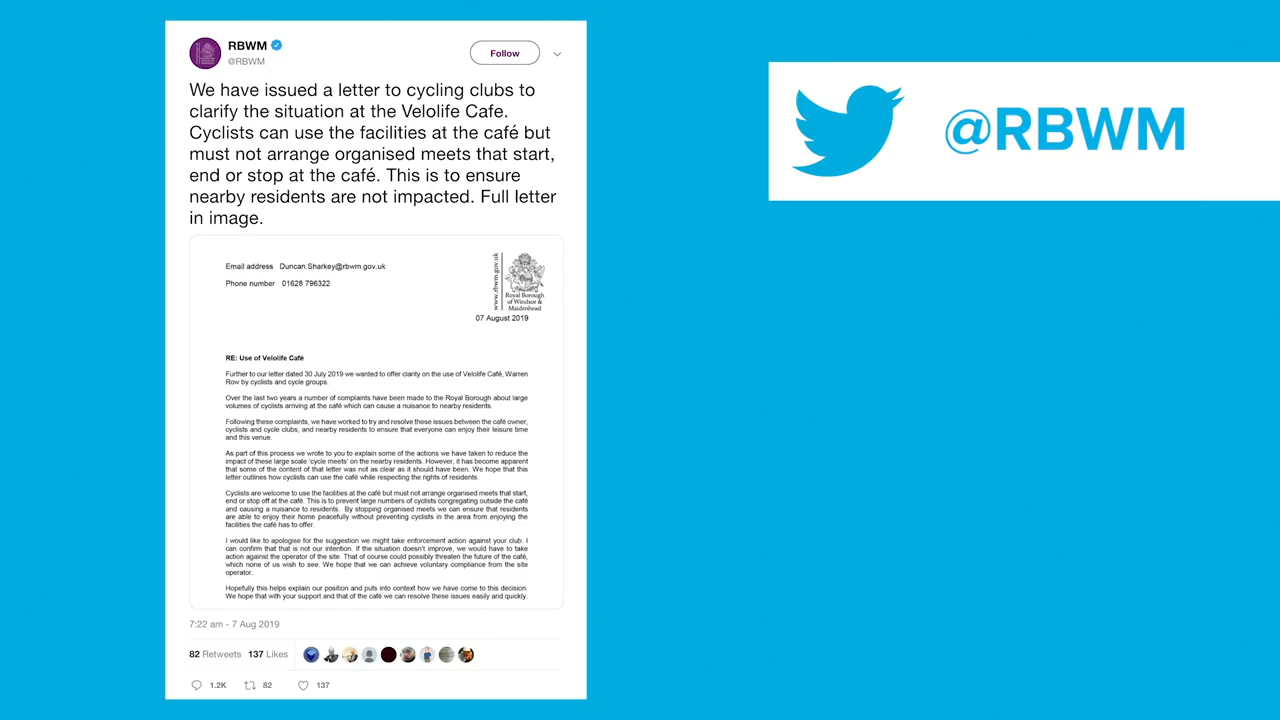 RBWM
@RBWM
Follow
We have issued a letter to cycling clubs to
clarify the situation at the Velolife Cafe.
Cyclists can use the facilities at the café but
must not arrange organised meets that start,
end or stop at the café. This is to ensure
nearby residents are not impacted. Full letter
in image.
Email address Duncan.Sharkey@rbwm.gov.uk
Phone number 01628 796322
www.rbwm.gov.uk
Royal Borough
of Windsor &
Maidenhead
07 August 2019
RE: Use of Velolife Café
Further to our letter dated 30 July 2019 we wanted to offer clarity on the use of Velolife Café, Warren
Row by cyclists and cycle groups.
Over the last two years a number of complaints have been made to the Royal Borough about large
volumes of cyclists arriving at the café which can cause a nuisance to nearby residents.
Following these complaints, we have worked to try and resolve these issues between the café owner,
cyclists and cycle clubs, and nearby residents to ensure that everyone can enjoy their leisure time
and this venue.
As part of this process we wrote to you to explain some of the actions we have taken to reduce the
impact of these large scale 'cycle meets' on the nearby residents. However, it has become apparent
that some of the content of that letter was not as clear as it should have been. We hope that this
letter outlines how cyclists can use the café while respecting the rights of residents.
Cyclists are welcome to use the facilities at the café but must not arrange organised meets that start,
end or stop off at the café. This is to prevent large numbers of cyclists congregating outside the café
and causing a nuisance to residents. By stopping organised meets we can ensure that residents
are able to enjoy their home peacefully without preventing cyclists in the area from enjoying the
facilities the café has to offer.
I would like to apologise for the suggestion we might take enforcement action against your club. I
can confirm that that is not our intention. If the situation doesn't improve, we would have to take
action against the operator of the site. That of course could possibly threaten the future of the café,
which none of us wish to see. We hope that we can achieve voluntary compliance from the site
operator.
Hopefully this helps explain our position and puts into context how we have come to this decision.
We hope that with your support and that of the café we can resolve these issues easily and quickly.
7:22 am - 7 Aug 2019
82 Retweets 137 Likes
1.2K 82 137
@RBWM